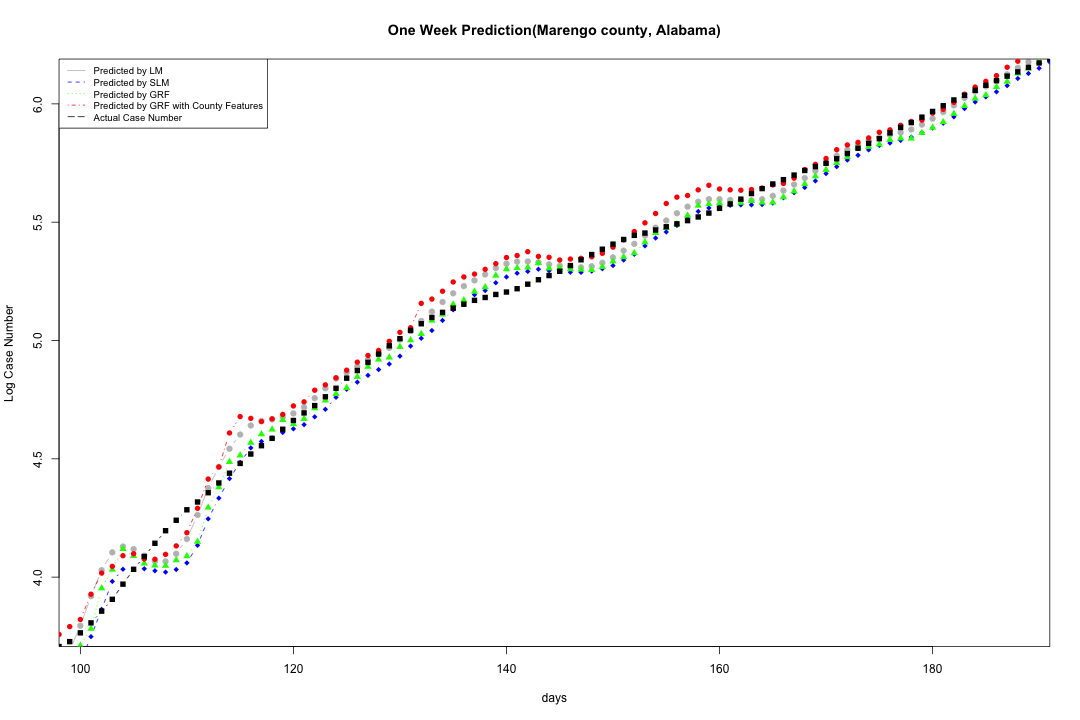 One Week Prediction(Marengo county, Alabama)
Predicted by LM
Predicted by SLM
Predicted by GRF
Predicted by GRF with County Features
Actual Case Number
6.0
5.5
5.0
4.5
4.0
Log Case Number
100 120 140 160 180
days